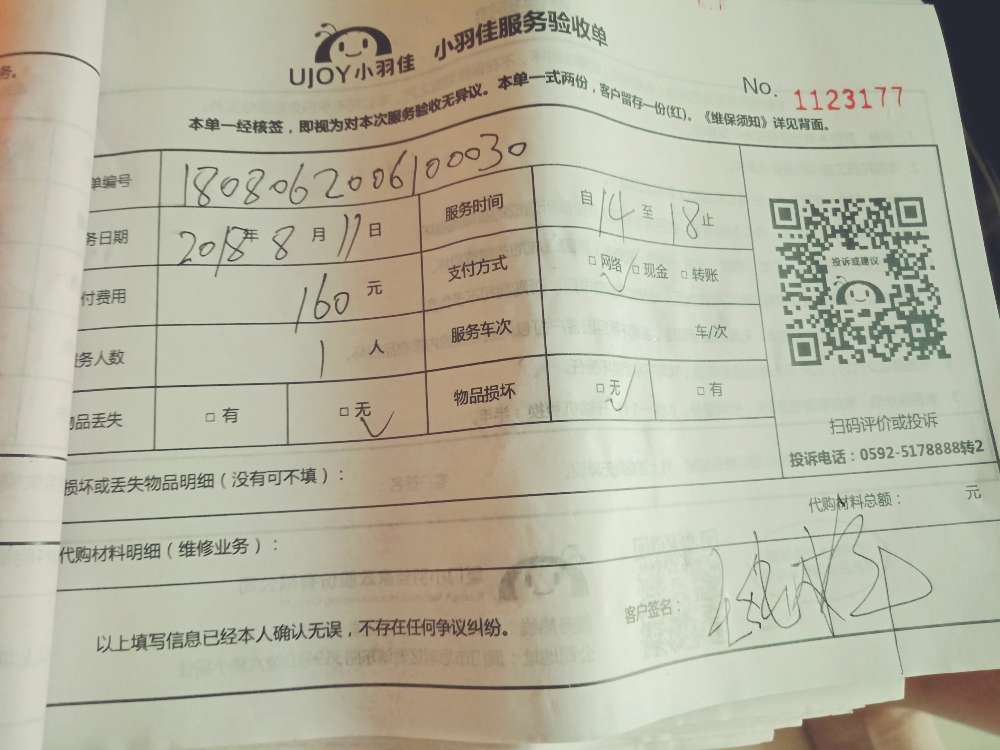 务。
UJOY小羽佳 小羽佳服务验收单
No. 1123177
本单一经核签，即视为对本次服务验收无异议。本单一式两份，客户留存一份(红)。《维保须知》详见背面。
单编号 180806200610030
务日期 2018年8月11日 服务时间 自14至18止
付费用 160元 支付方式 □网络 □现金 □转账
务人数 1人 服务车次 车/次
物品丢失 □有 □无 ✓ 物品损坏 □无 ✓ □有
投诉或建议
扫码评价或投诉
投诉电话：0592-5178888转2
损坏或丢失物品明细（没有可不填）：
代购材料总额： 元
代购材料明细（维修业务）：
以上填写信息已经本人确认无误，不存在任何争议纠纷。 客户签名：